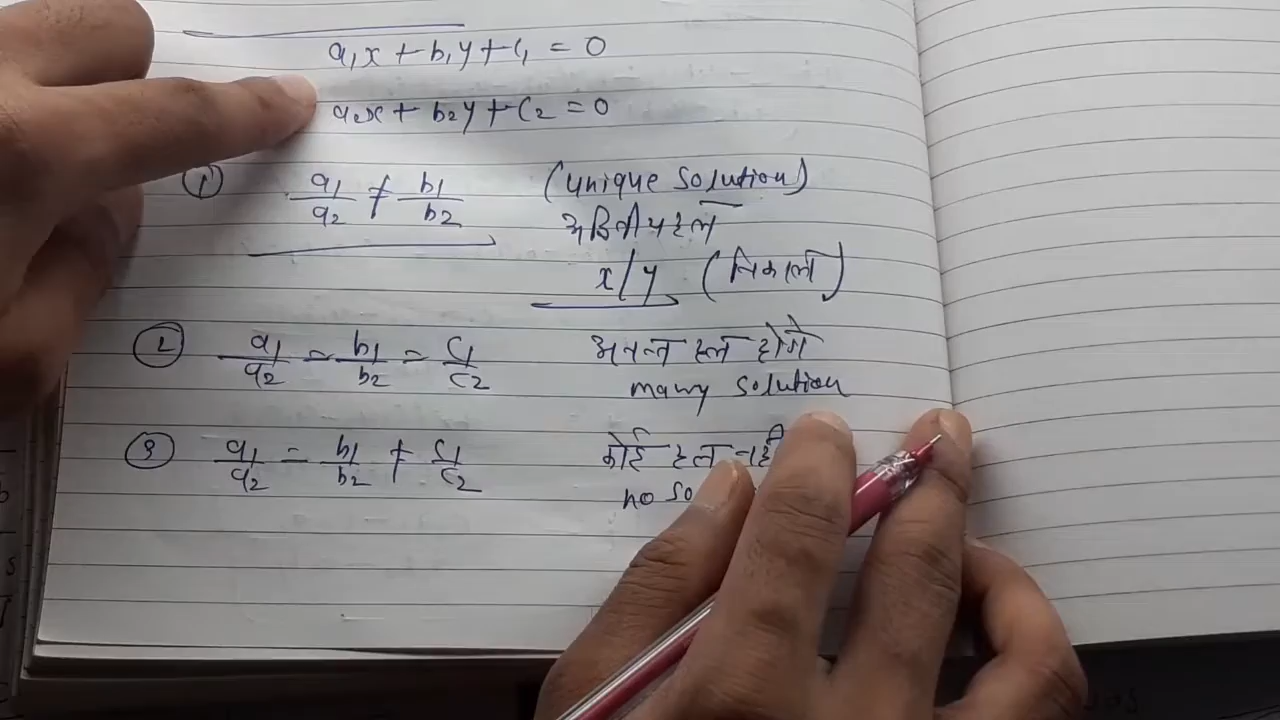 a₁x + b₁y + c₁ = 0
a₂x + b₂y + c₂ = 0
① a₁/a₂ ≠ b₁/b₂ (unique solution)
अद्वितीय हल
x/y (निकालो)
② a₁/a₂ = b₁/b₂ = c₁/c₂ अनन्त हल होगें
many solution
③ a₁/a₂ = b₁/b₂ ≠ c₁/c₂ कोई हल नही
no so